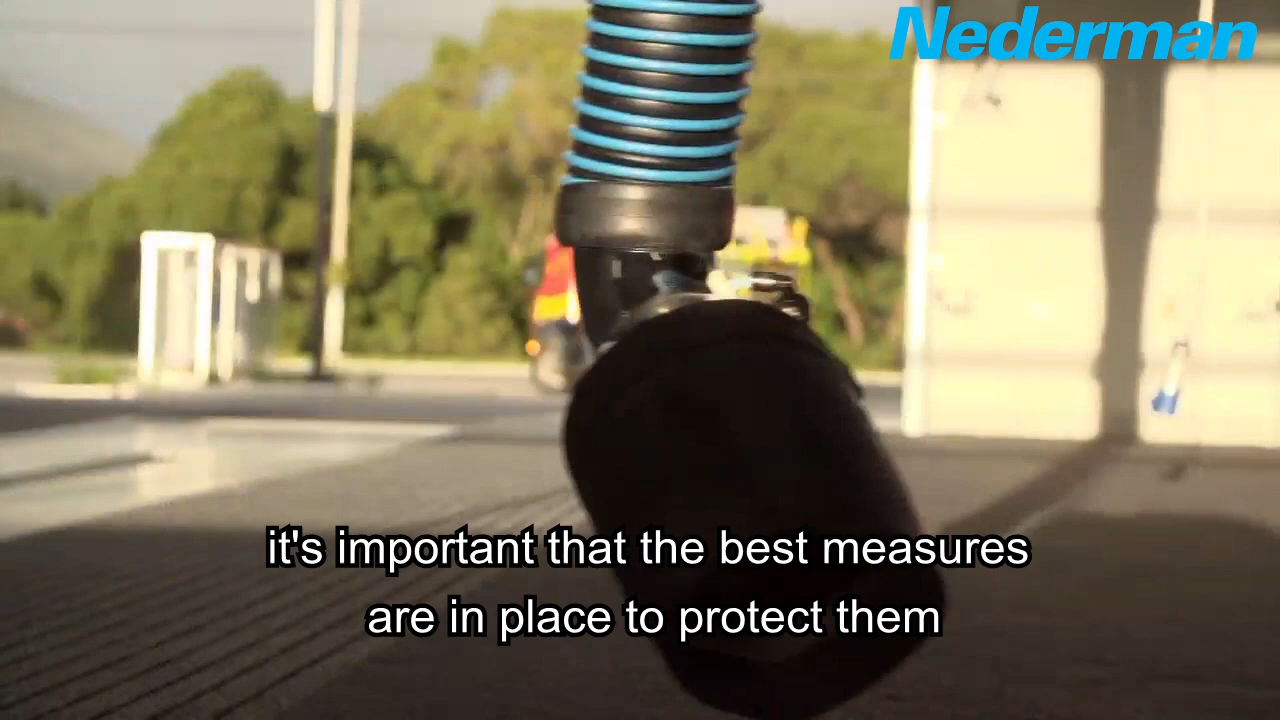 Nederman
it's important that the best measures
are in place to protect them